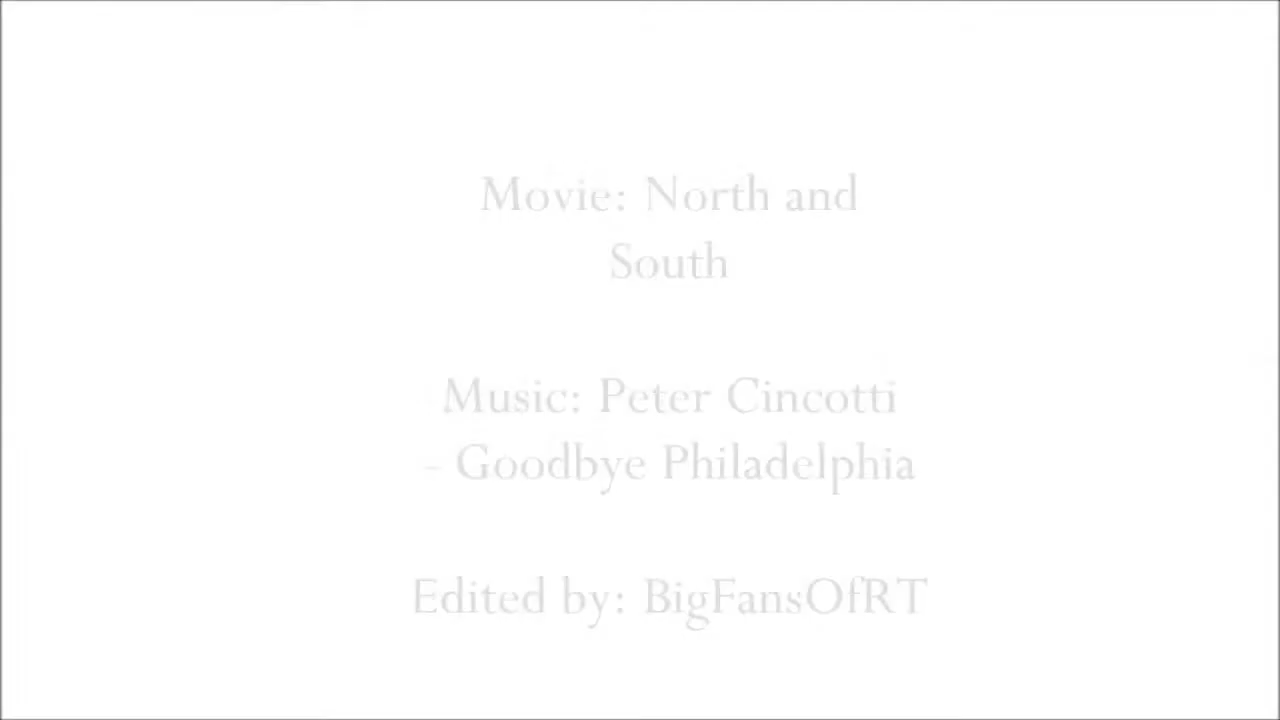 Movie: North and
South
Music: Peter Cincotti
- Goodbye Philadelphia
Edited by: BigFansOfRT